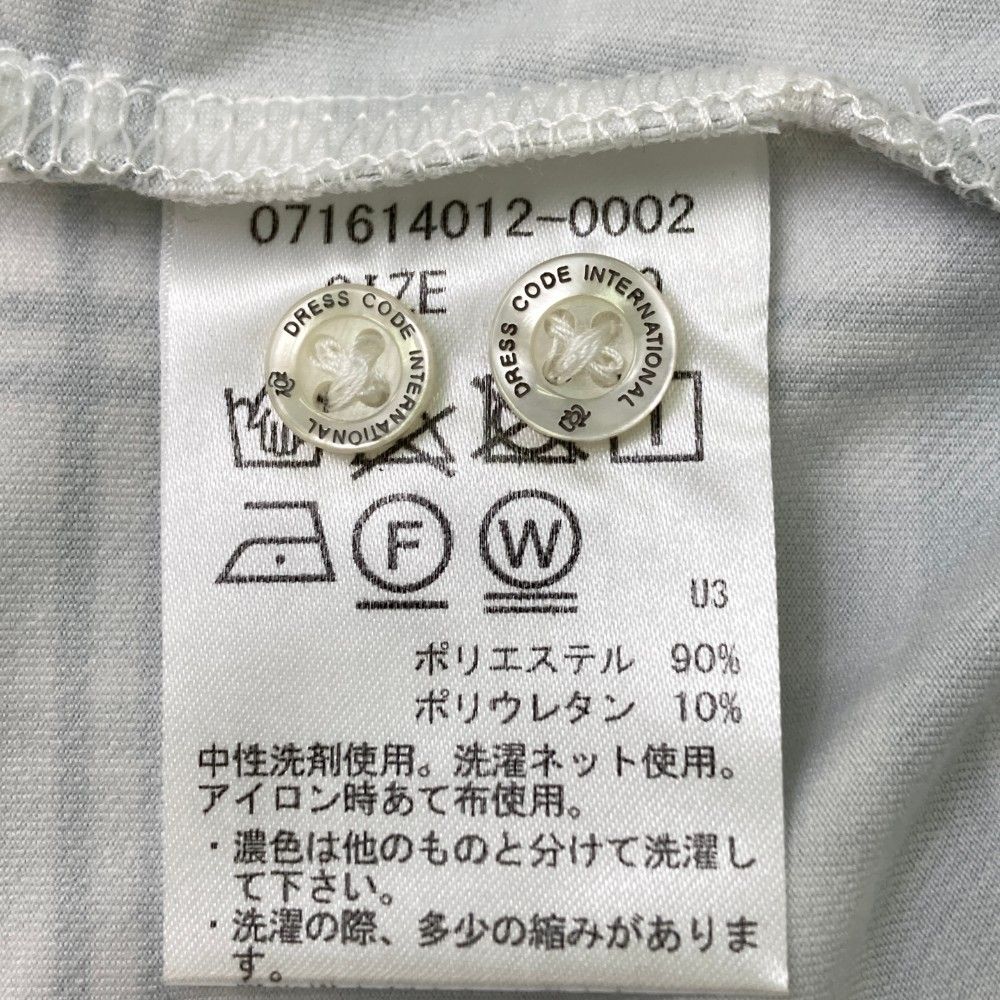 071614012-0002
SIZE
DRESS CODE INTERNATIONAL
DRESS CODE INTERNATIONAL
F W
U3
ポリエステル 90%
ポリウレタン 10%
中性洗剤使用。洗濯ネット使用。
アイロン時あて布使用。
・濃色は他のものと分けて洗濯し
て下さい。
・洗濯の際、多少の縮みがありま
す。